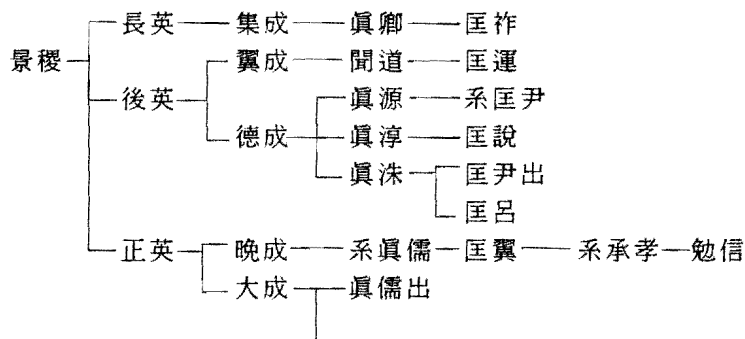 長英 集成 眞卿 匡祚
景稷
翼成 聞道 匡運
後英
眞源 系匡尹
德成 眞淳 匡說
眞洙 匡尹出
匡呂
正英 晚成 系眞儒 匡翼 系承孝 勉信
大成 眞儒出